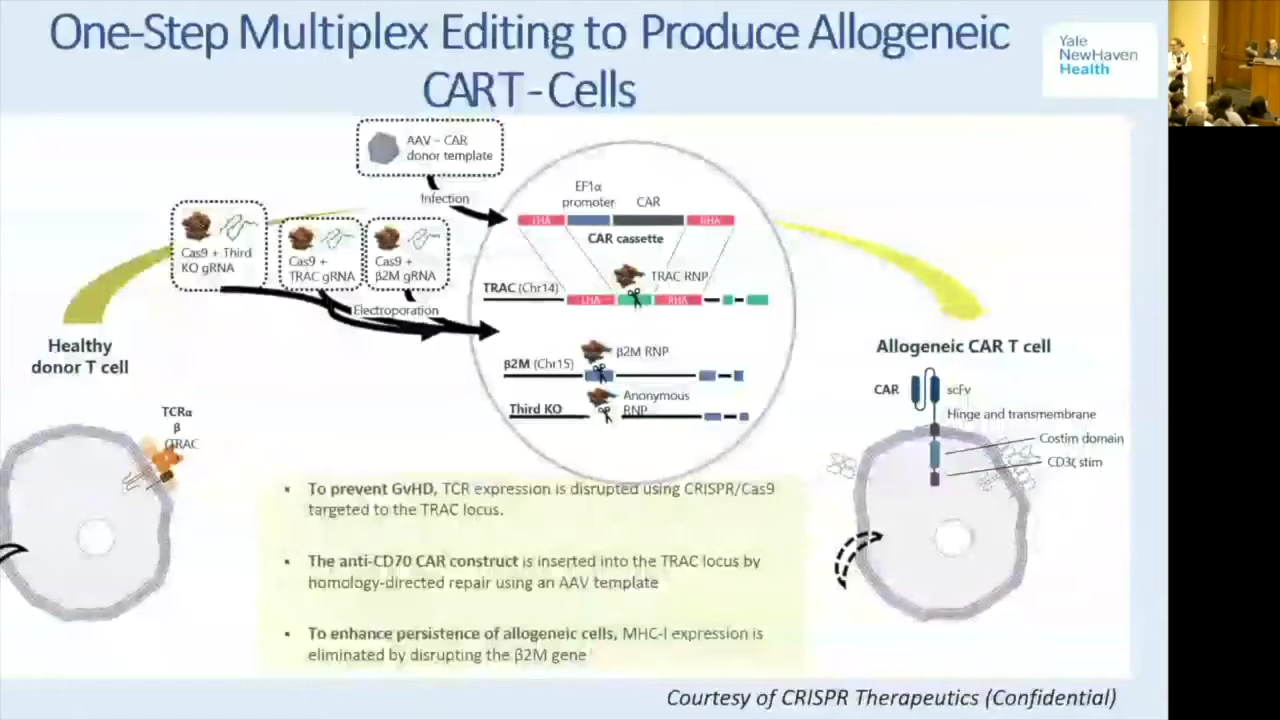 One-Step Multiplex Editing to Produce Allogeneic
CART - Cells
Yale
NewHaven
Health
AAV – CAR
donor template
Infection
EF1α
promoter
CAR
LHA
RHA
CAR cassette
Cas9 + Third
KO gRNA
Cas9 +
TRAC gRNA
Cas9 +
β2M gRNA
Electroporation
TRAC RNP
TRAC (Chr14)
LHA
RHA
β2M RNP
β2M (Chr15)
Anonymous
RNP
Third KO
Healthy
donor T cell
TCRα
β
(TRAC
Allogeneic CAR T cell
CAR
scFv
Hinge and transmembrane
Costim domain
CD3ζ stim
▪ To prevent GvHD, TCR expression is disrupted using CRISPR/Cas9
targeted to the TRAC locus.
▪ The anti-CD70 CAR construct is inserted into the TRAC locus by
homology-directed repair using an AAV template
▪ To enhance persistence of allogeneic cells, MHC-I expression is
eliminated by disrupting the β2M gene
Courtesy of CRISPR Therapeutics (Confidential)